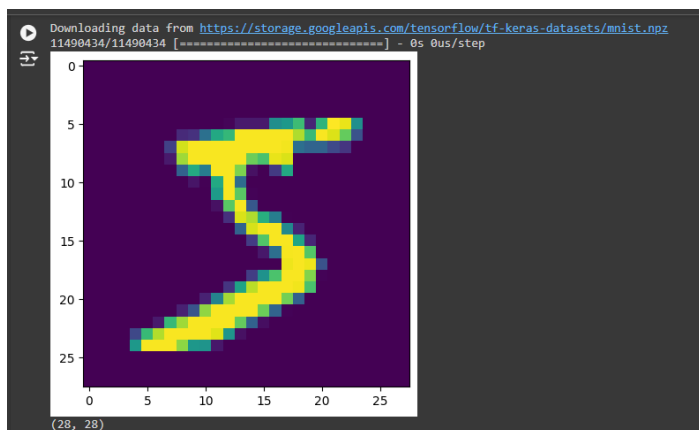 Downloading data from https://storage.googleapis.com/tensorflow/tf-keras-datasets/mnist.npz
11490434/11490434 [==============================] - 0s 0us/step
0
5
10
15
20
25
0 5 10 15 20 25
(28, 28)